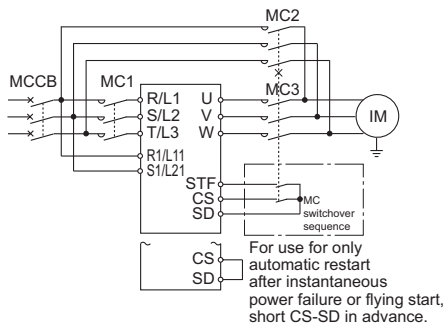 MC2
MCCB
MC1
MC3
R/L1
U
S/L2
V
T/L3
W
IM
R1/L11
S1/L21
STF
CS
SD
MC
switchover
sequence
CS
SD
For use for only
automatic restart
after instantaneous
power failure or flying start,
short CS-SD in advance.